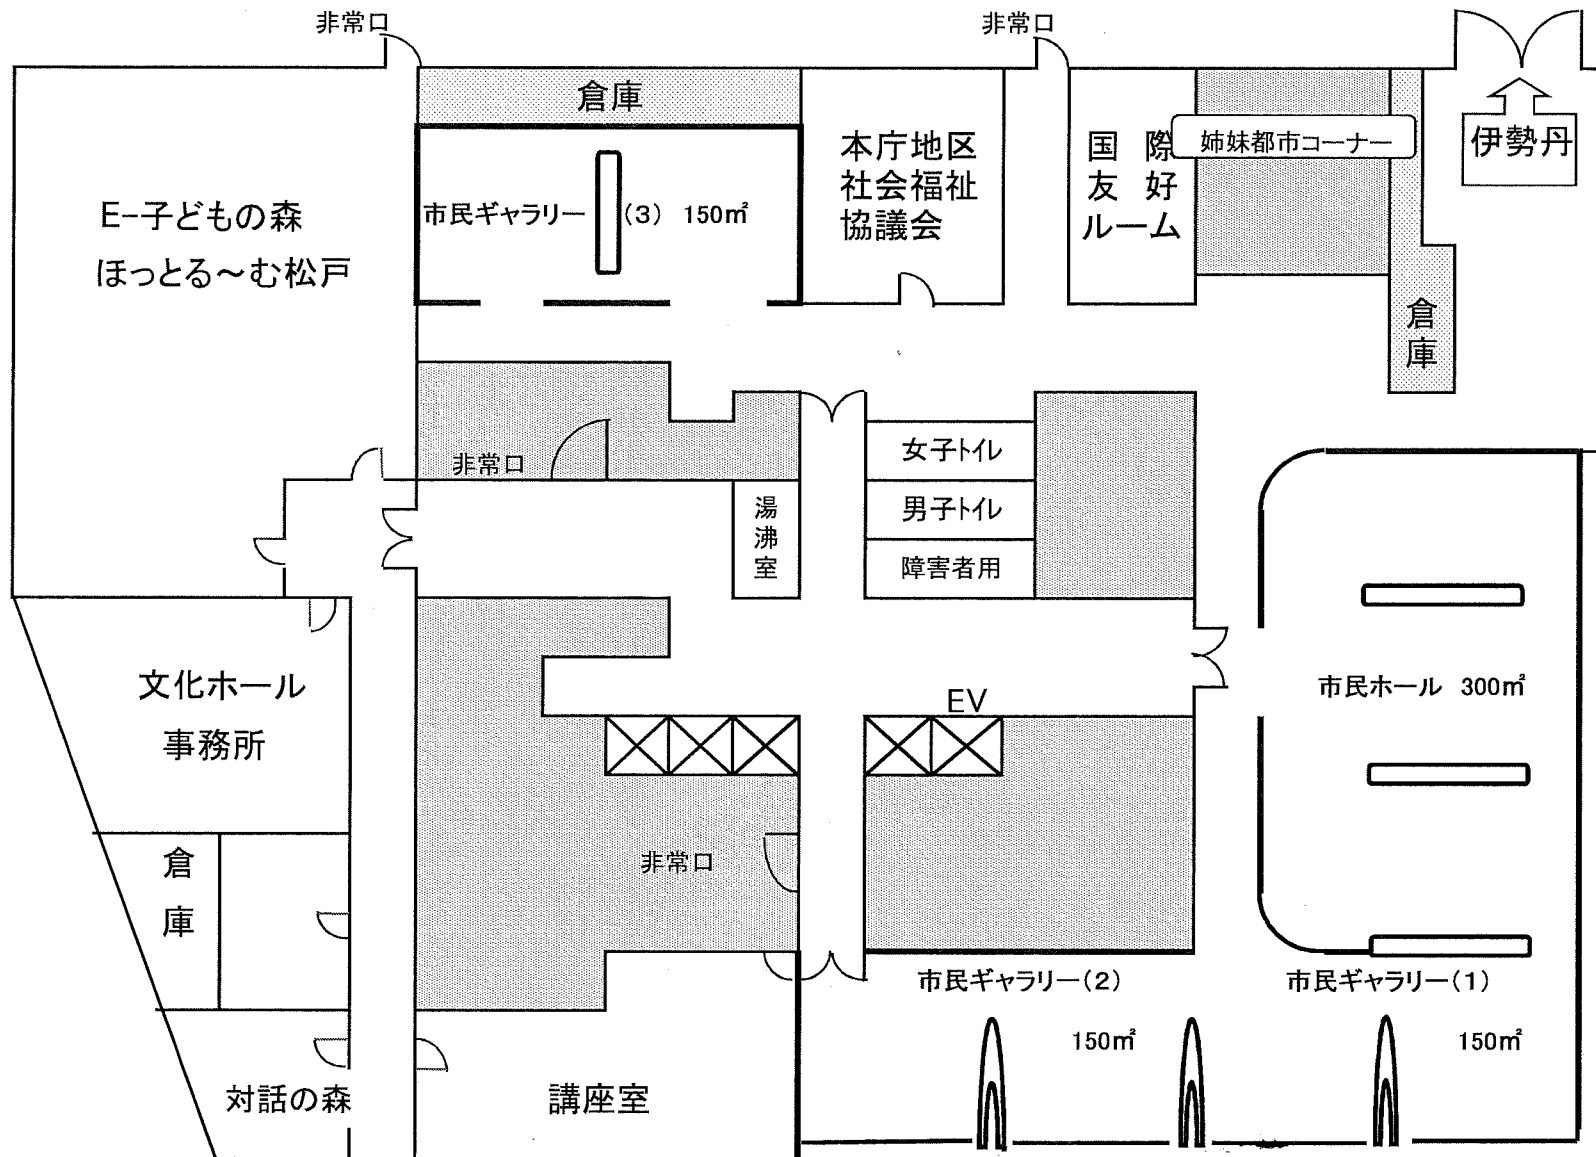 非常口
非常口
倉庫
本庁地区
社会福祉
協議会
国際
友好
ルーム
姉妹都市コーナー
伊勢丹
E-子どもの森
ほっとる～む松戸
市民ギャラリー (3) 150㎡
倉庫
非常口
女子トイレ
男子トイレ
障害者用
湯沸室
文化ホール
事務所
EV
市民ホール 300㎡
倉庫
非常口
市民ギャラリー(2)
150㎡
市民ギャラリー(1)
150㎡
対話の森
講座室